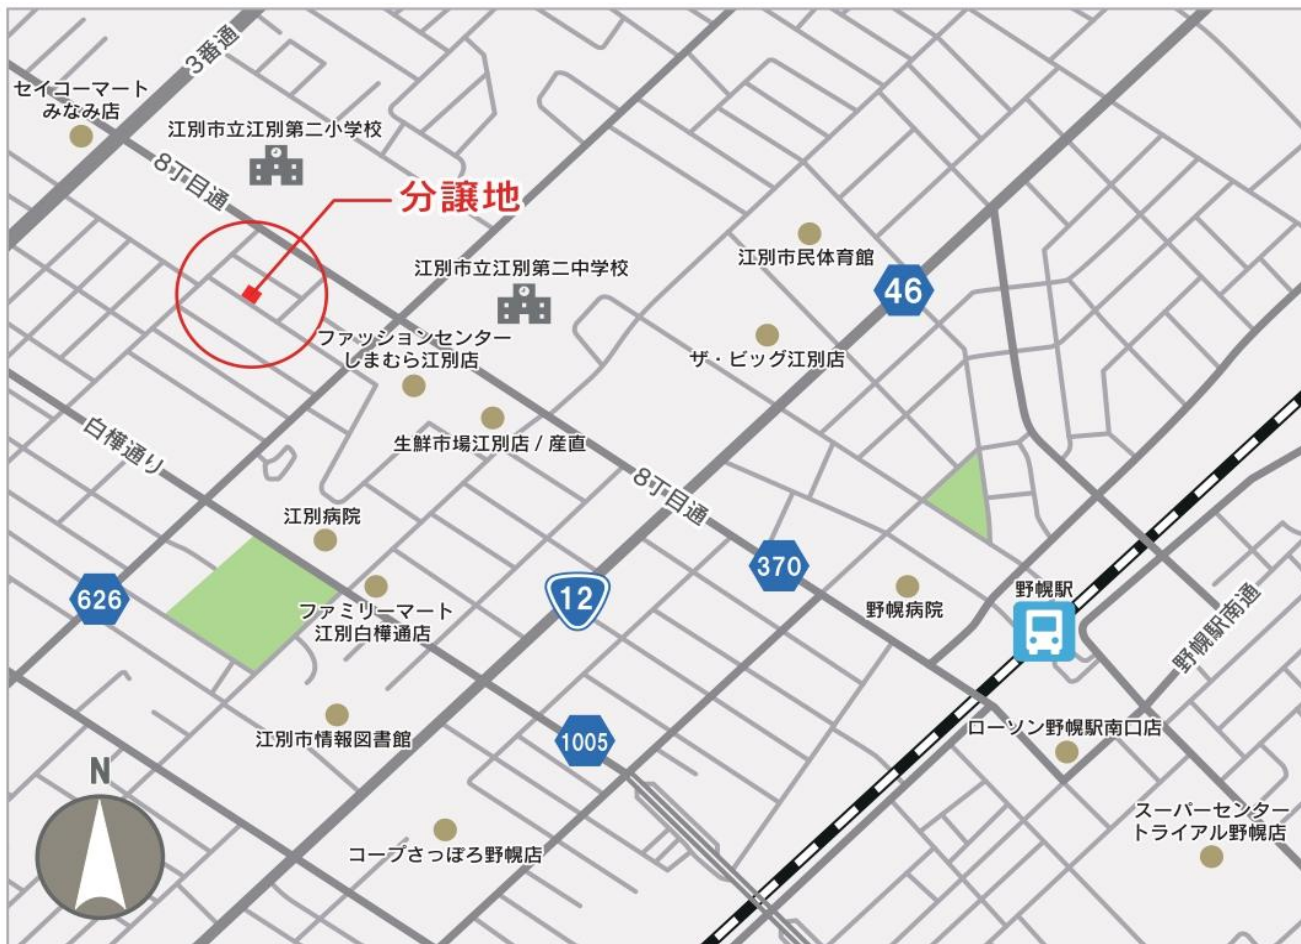 3番通
セイコーマート
みなみ店
江別市立江別第二小学校
8丁目通
分譲地
江別市民体育館
江別市立江別第二中学校
46
ファッションセンター
しまむら江別店
ザ・ビッグ江別店
生鮮市場江別店 / 産直
白樺通り
8丁目通
江別病院
370
626
12
野幌病院
野幌駅
ファミリーマート
江別白樺通店
野幌駅南通
江別市情報図書館
1005
ローソン野幌駅南口店
N
スーパーセンター
トライアル野幌店
コープさっぽろ野幌店